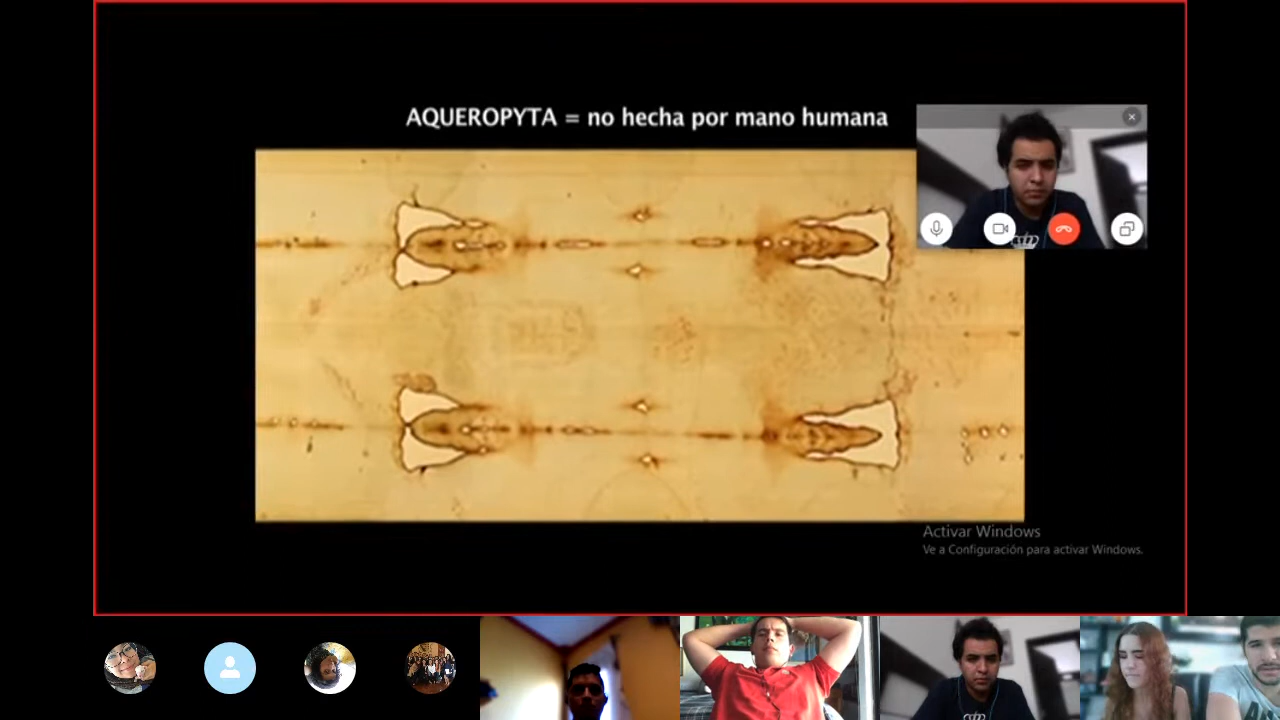 AQUEROPYTA = no hecha por mano humana
Activar Windows
Ve a Configuración para activar Windows.